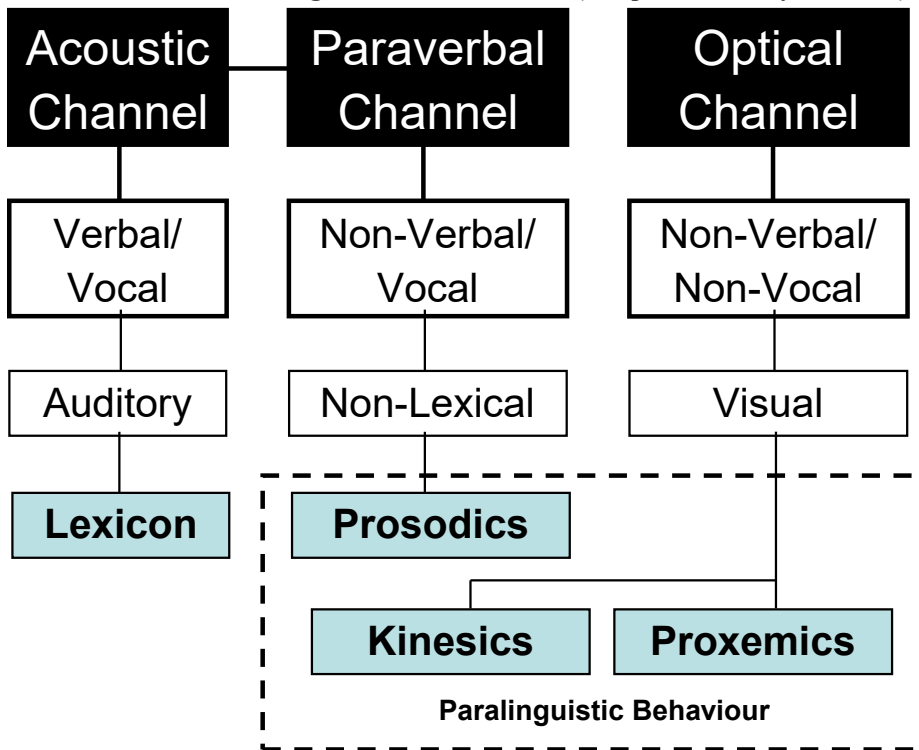 Acoustic
Channel
Paraverbal
Channel
Optical
Channel
Verbal/
Vocal
Non-Verbal/
Vocal
Non-Verbal/
Non-Vocal
Auditory
Non-Lexical
Visual
Lexicon
Prosodics
Kinesics
Proxemics
Paralinguistic Behaviour